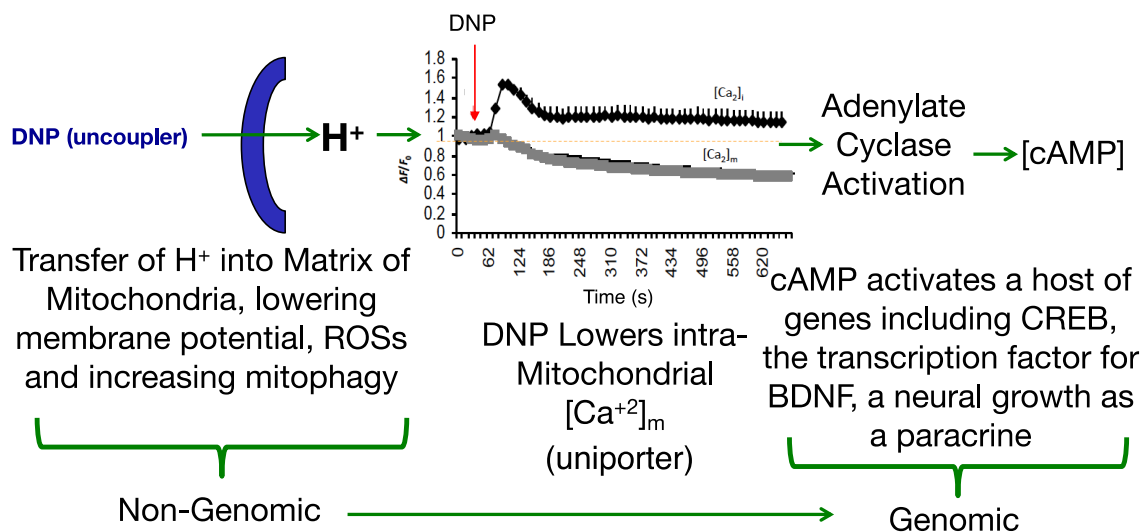 DNP
DNP (uncoupler)
H⁺
1.8
1.6
1.4
1.2
1
0.8
0.6
0.4
0.2
0
ΔF/F₀
[Ca₂]ᵢ
[Ca₂]ₘ
0
62
124
186
248
310
372
434
496
558
620
Time (s)
Adenylate
Cyclase
Activation
[cAMP]
Transfer of H⁺ into Matrix of
Mitochondria, lowering
membrane potential, ROSs
and increasing mitophagy
DNP Lowers intra-
Mitochondrial
[Ca⁺²]ₘ
(uniporter)
cAMP activates a host of
genes including CREB,
the transcription factor for
BDNF, a neural growth as
a paracrine
Non-Genomic
Genomic